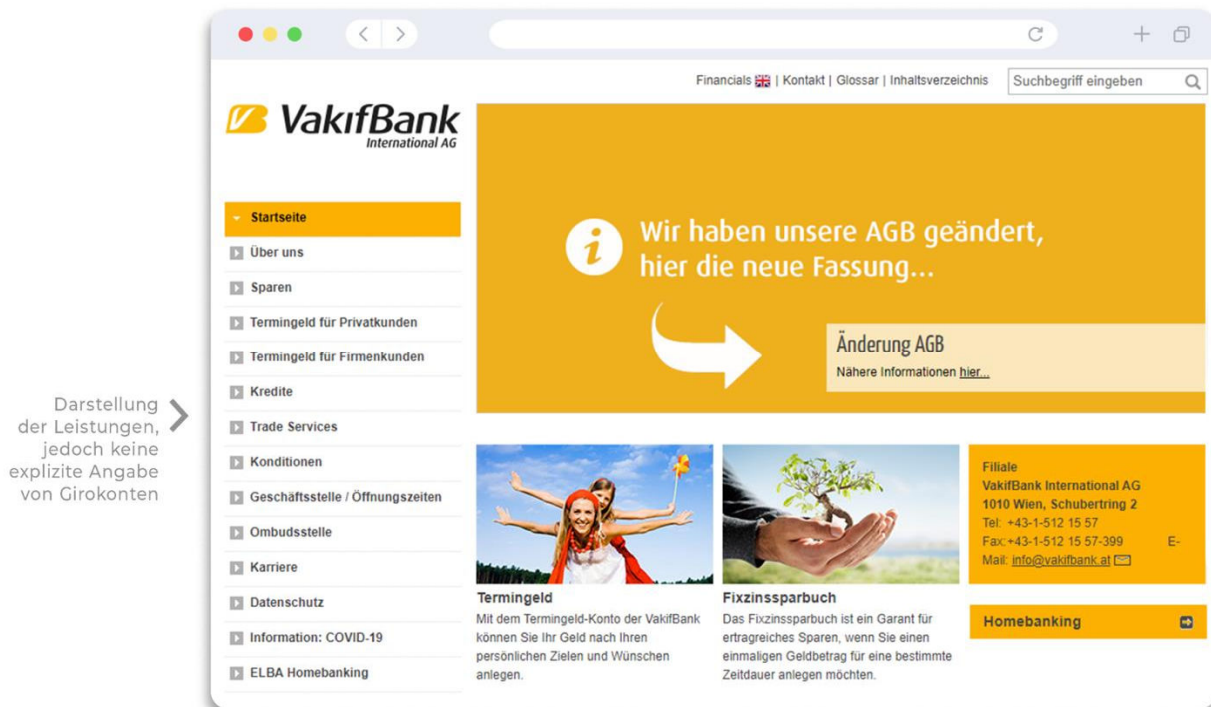 Financials | Kontakt | Glossar | Inhaltsverzeichnis
Suchbegriff eingeben
VakıfBank
International AG
Startseite
Über uns
Sparen
Termingeld für Privatkunden
Termingeld für Firmenkunden
Kredite
Trade Services
Konditionen
Geschäftsstelle / Öffnungszeiten
Ombudsstelle
Karriere
Datenschutz
Information: COVID-19
ELBA Homebanking
Darstellung
der Leistungen,
jedoch keine
explizite Angabe
von Girokonten
Wir haben unsere AGB geändert,
hier die neue Fassung...
Änderung AGB
Nähere Informationen hier...
Termingeld
Mit dem Termingeld-Konto der VakifBank
können Sie Ihr Geld nach Ihren
persönlichen Zielen und Wünschen
anlegen.
Fixzinssparbuch
Das Fixzinssparbuch ist ein Garant für
ertragreiches Sparen, wenn Sie einen
einmaligen Geldbetrag für eine bestimmte
Zeitdauer anlegen möchten.
Filiale
VakifBank International AG
1010 Wien, Schubertring 2
Tel: +43-1-512 15 57
Fax:+43-1-512 15 57-399 E-
Mail: info@vakifbank.at
Homebanking